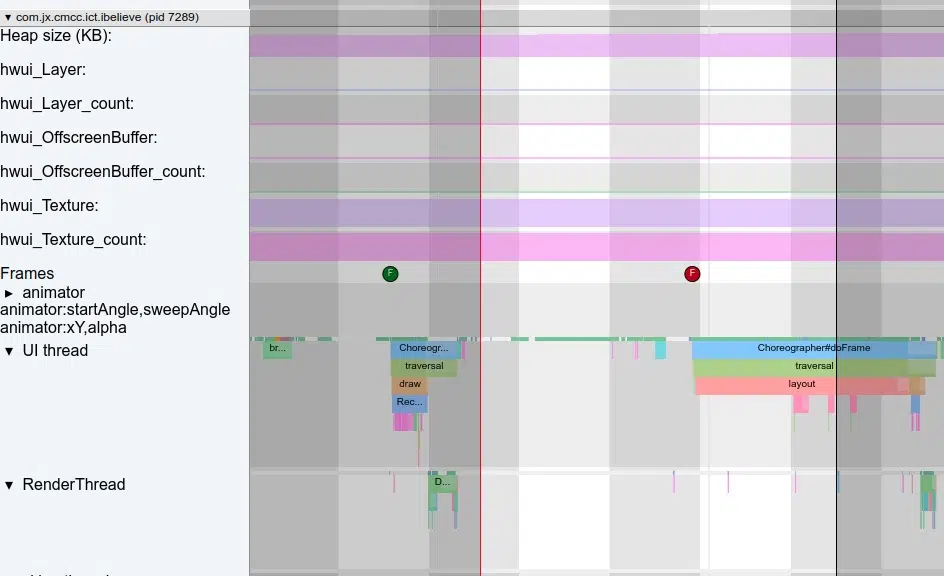 ▼ com.jx.cmcc.ict.ibelieve (pid 7289)
Heap size (KB):
hwui_Layer:
hwui_Layer_count:
hwui_OffscreenBuffer:
hwui_OffscreenBuffer_count:
hwui_Texture:
hwui_Texture_count:
Frames
F F
► animator
animator:startAngle,sweepAngle
animator:xY,alpha
▼ UI thread
br... Choreogr... Choreographer#doFrame
traversal traversal
draw layout
Rec...
▼ RenderThread
D...